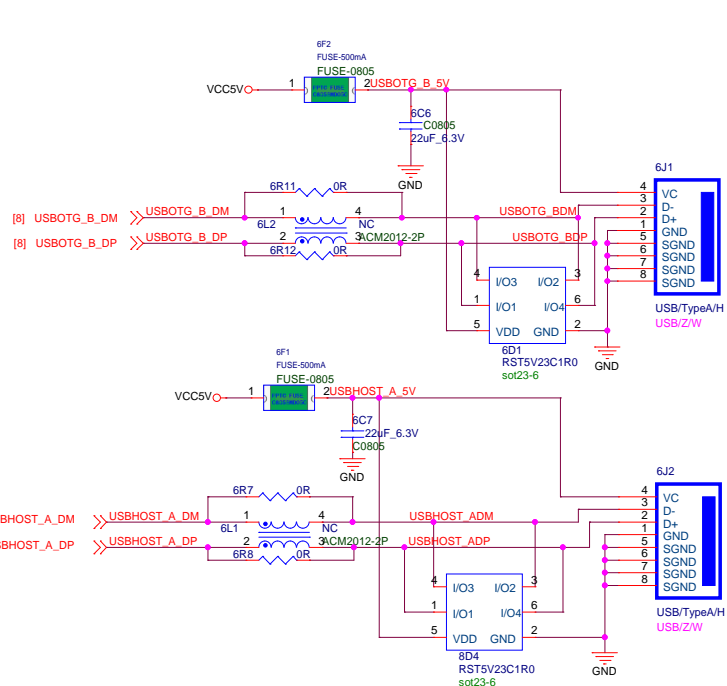 6F2
FUSE-500mA
FUSE-0805
VCC5V
1
2
USBOTG_B_5V
6C6
C0805
22uF_6.3V
GND
6R11
0R
[8] USBOTG_B_DM
USBOTG_B_DM
1
4
6L2
NC
USBOTG_BDM
[8] USBOTG_B_DP
USBOTG_B_DP
2
3
ACM2012-2P
USBOTG_BDP
6R12
0R
6J1
4 VC
3 D-
2 D+
1 GND
5 SGND
6 SGND
7 SGND
8 SGND
USB/TypeA/H
USB/Z/W
GND
4 I/O3 I/O2 3
1 I/O1 I/O4 6
5 VDD GND 2
6D1
RST5V23C1R0
sot23-6
6F1
FUSE-500mA
FUSE-0805
VCC5V
1
2
USBHOST_A_5V
6C7
22uF_6.3V
C0805
GND
6R7
0R
BHOST_A_DM
USBHOST_A_DM
1
4
6L1
NC
USBHOST_ADM
BHOST_A_DP
USBHOST_A_DP
2
3
ACM2012-2P
USBHOST_ADP
6R8
0R
6J2
4 VC
3 D-
2 D+
1 GND
5 SGND
6 SGND
7 SGND
8 SGND
USB/TypeA/H
USB/Z/W
GND
4 I/O3 I/O2 3
1 I/O1 I/O4 6
5 VDD GND 2
8D4
RST5V23C1R0
sot23-6